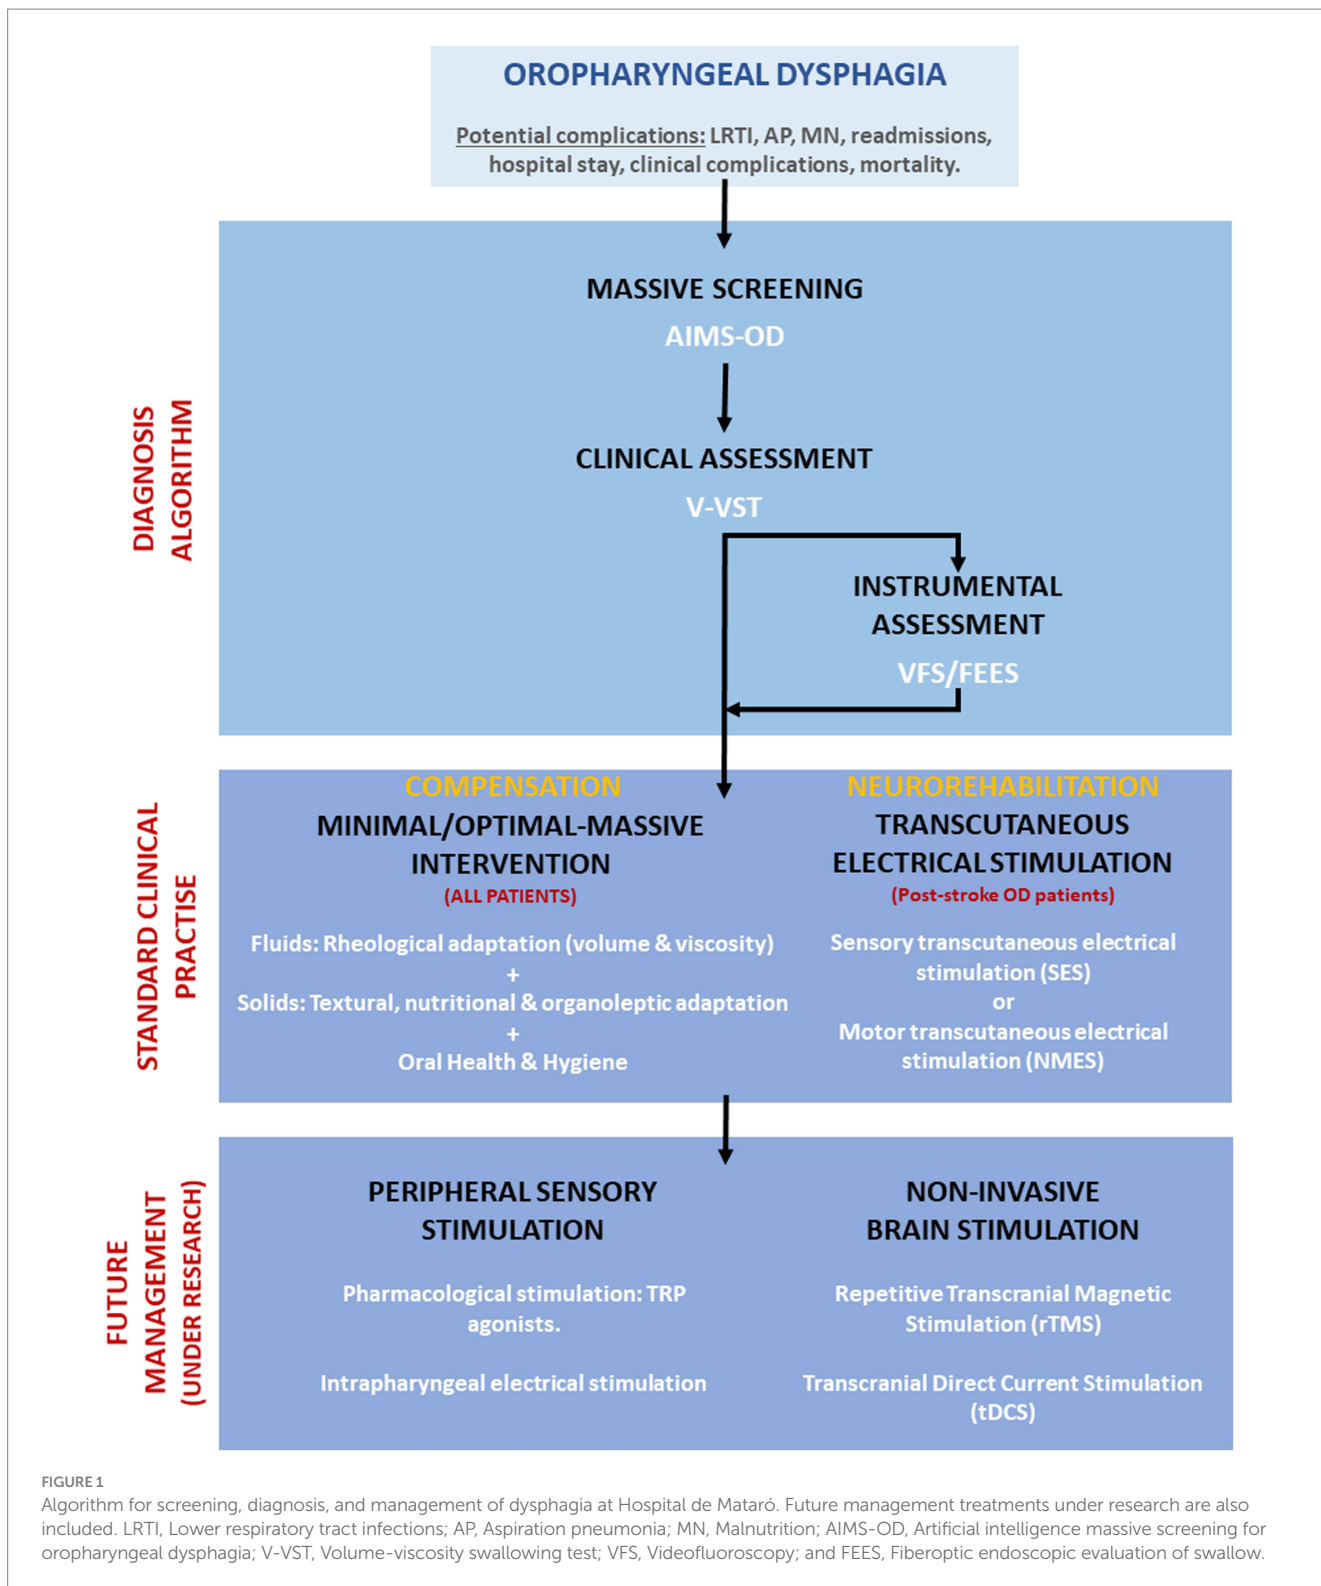 OROPHARYNGEAL DYSPHAGIA
Potential complications: LRTI, AP, MN, readmissions,
hospital stay, clinical complications, mortality.
DIAGNOSIS
ALGORITHM
MASSIVE SCREENING
AIMS-OD
CLINICAL ASSESSMENT
V-VST
INSTRUMENTAL
ASSESSMENT
VFS/FEES
STANDARD CLINICAL
PRACTISE
COMPENSATION
MINIMAL/OPTIMAL-MASSIVE
INTERVENTION
(ALL PATIENTS)
Fluids: Rheological adaptation (volume & viscosity)
+
Solids: Textural, nutritional & organoleptic adaptation
+
Oral Health & Hygiene
NEUROREHABILITATION
TRANSCUTANEOUS
ELECTRICAL STIMULATION
(Post-stroke OD patients)
Sensory transcutaneous electrical
stimulation (SES)
or
Motor transcutaneous electrical
stimulation (NMES)
FUTURE
MANAGEMENT
(UNDER RESEARCH)
PERIPHERAL SENSORY
STIMULATION
Pharmacological stimulation: TRP
agonists.
Intrapharyngeal electrical stimulation
NON-INVASIVE
BRAIN STIMULATION
Repetitive Transcranial Magnetic
Stimulation (rTMS)
Transcranial Direct Current Stimulation
(tDCS)
FIGURE 1
Algorithm for screening, diagnosis, and management of dysphagia at Hospital de Mataró. Future management treatments under research are also
included. LRTI, Lower respiratory tract infections; AP, Aspiration pneumonia; MN, Malnutrition; AIMS-OD, Artificial intelligence massive screening for
oropharyngeal dysphagia; V-VST, Volume-viscosity swallowing test; VFS, Videofluoroscopy; and FEES, Fiberoptic endoscopic evaluation of swallow.